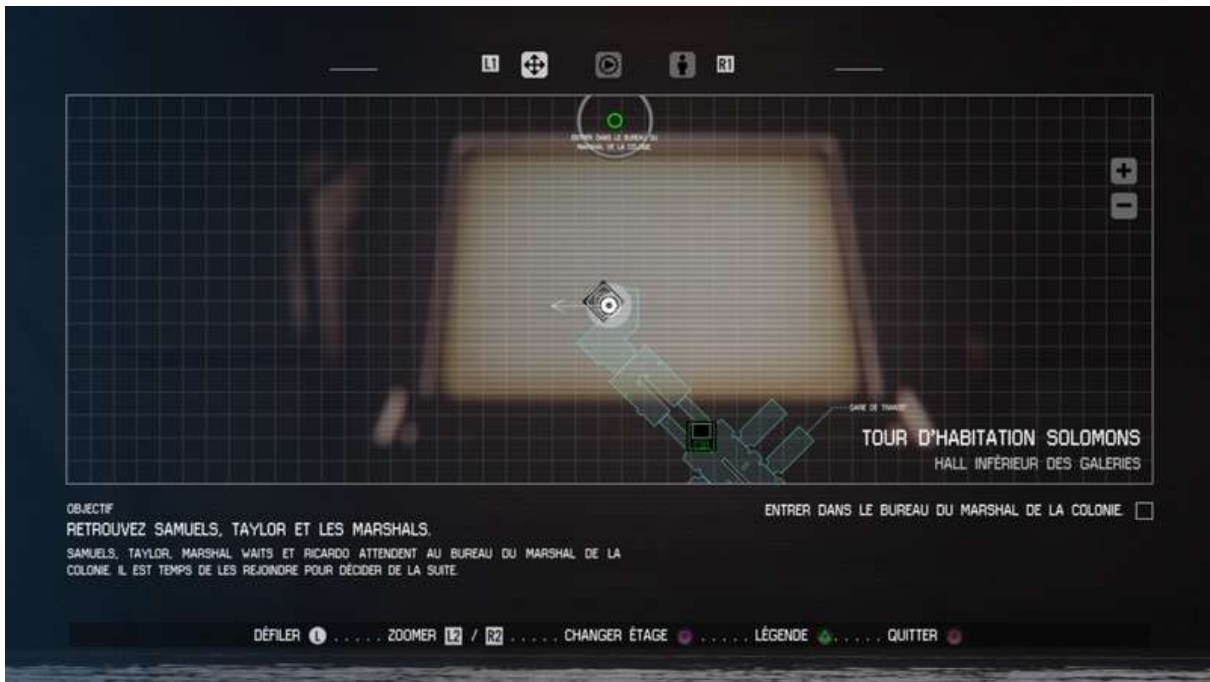 L1 R1
ENTRER DANS LE BUREAU DU
MARSHAL DE LA COLONIE
GARE DE TRANSIT
TOUR D'HABITATION SOLOMONS
HALL INFÉRIEUR DES GALERIES
OBJECTIF
RETROUVEZ SAMUELS, TAYLOR ET LES MARSHALS.
SAMUELS, TAYLOR, MARSHAL WAITS ET RICARDO ATTENDENT AU BUREAU DU MARSHAL DE LA
COLONIE. IL EST TEMPS DE LES REJOINDRE POUR DÉCIDER DE LA SUITE.
ENTRER DANS LE BUREAU DU MARSHAL DE LA COLONIE.
DÉFILER L ..... ZOOMER L2 / R2 ..... CHANGER ÉTAGE ..... LÉGENDE ..... QUITTER